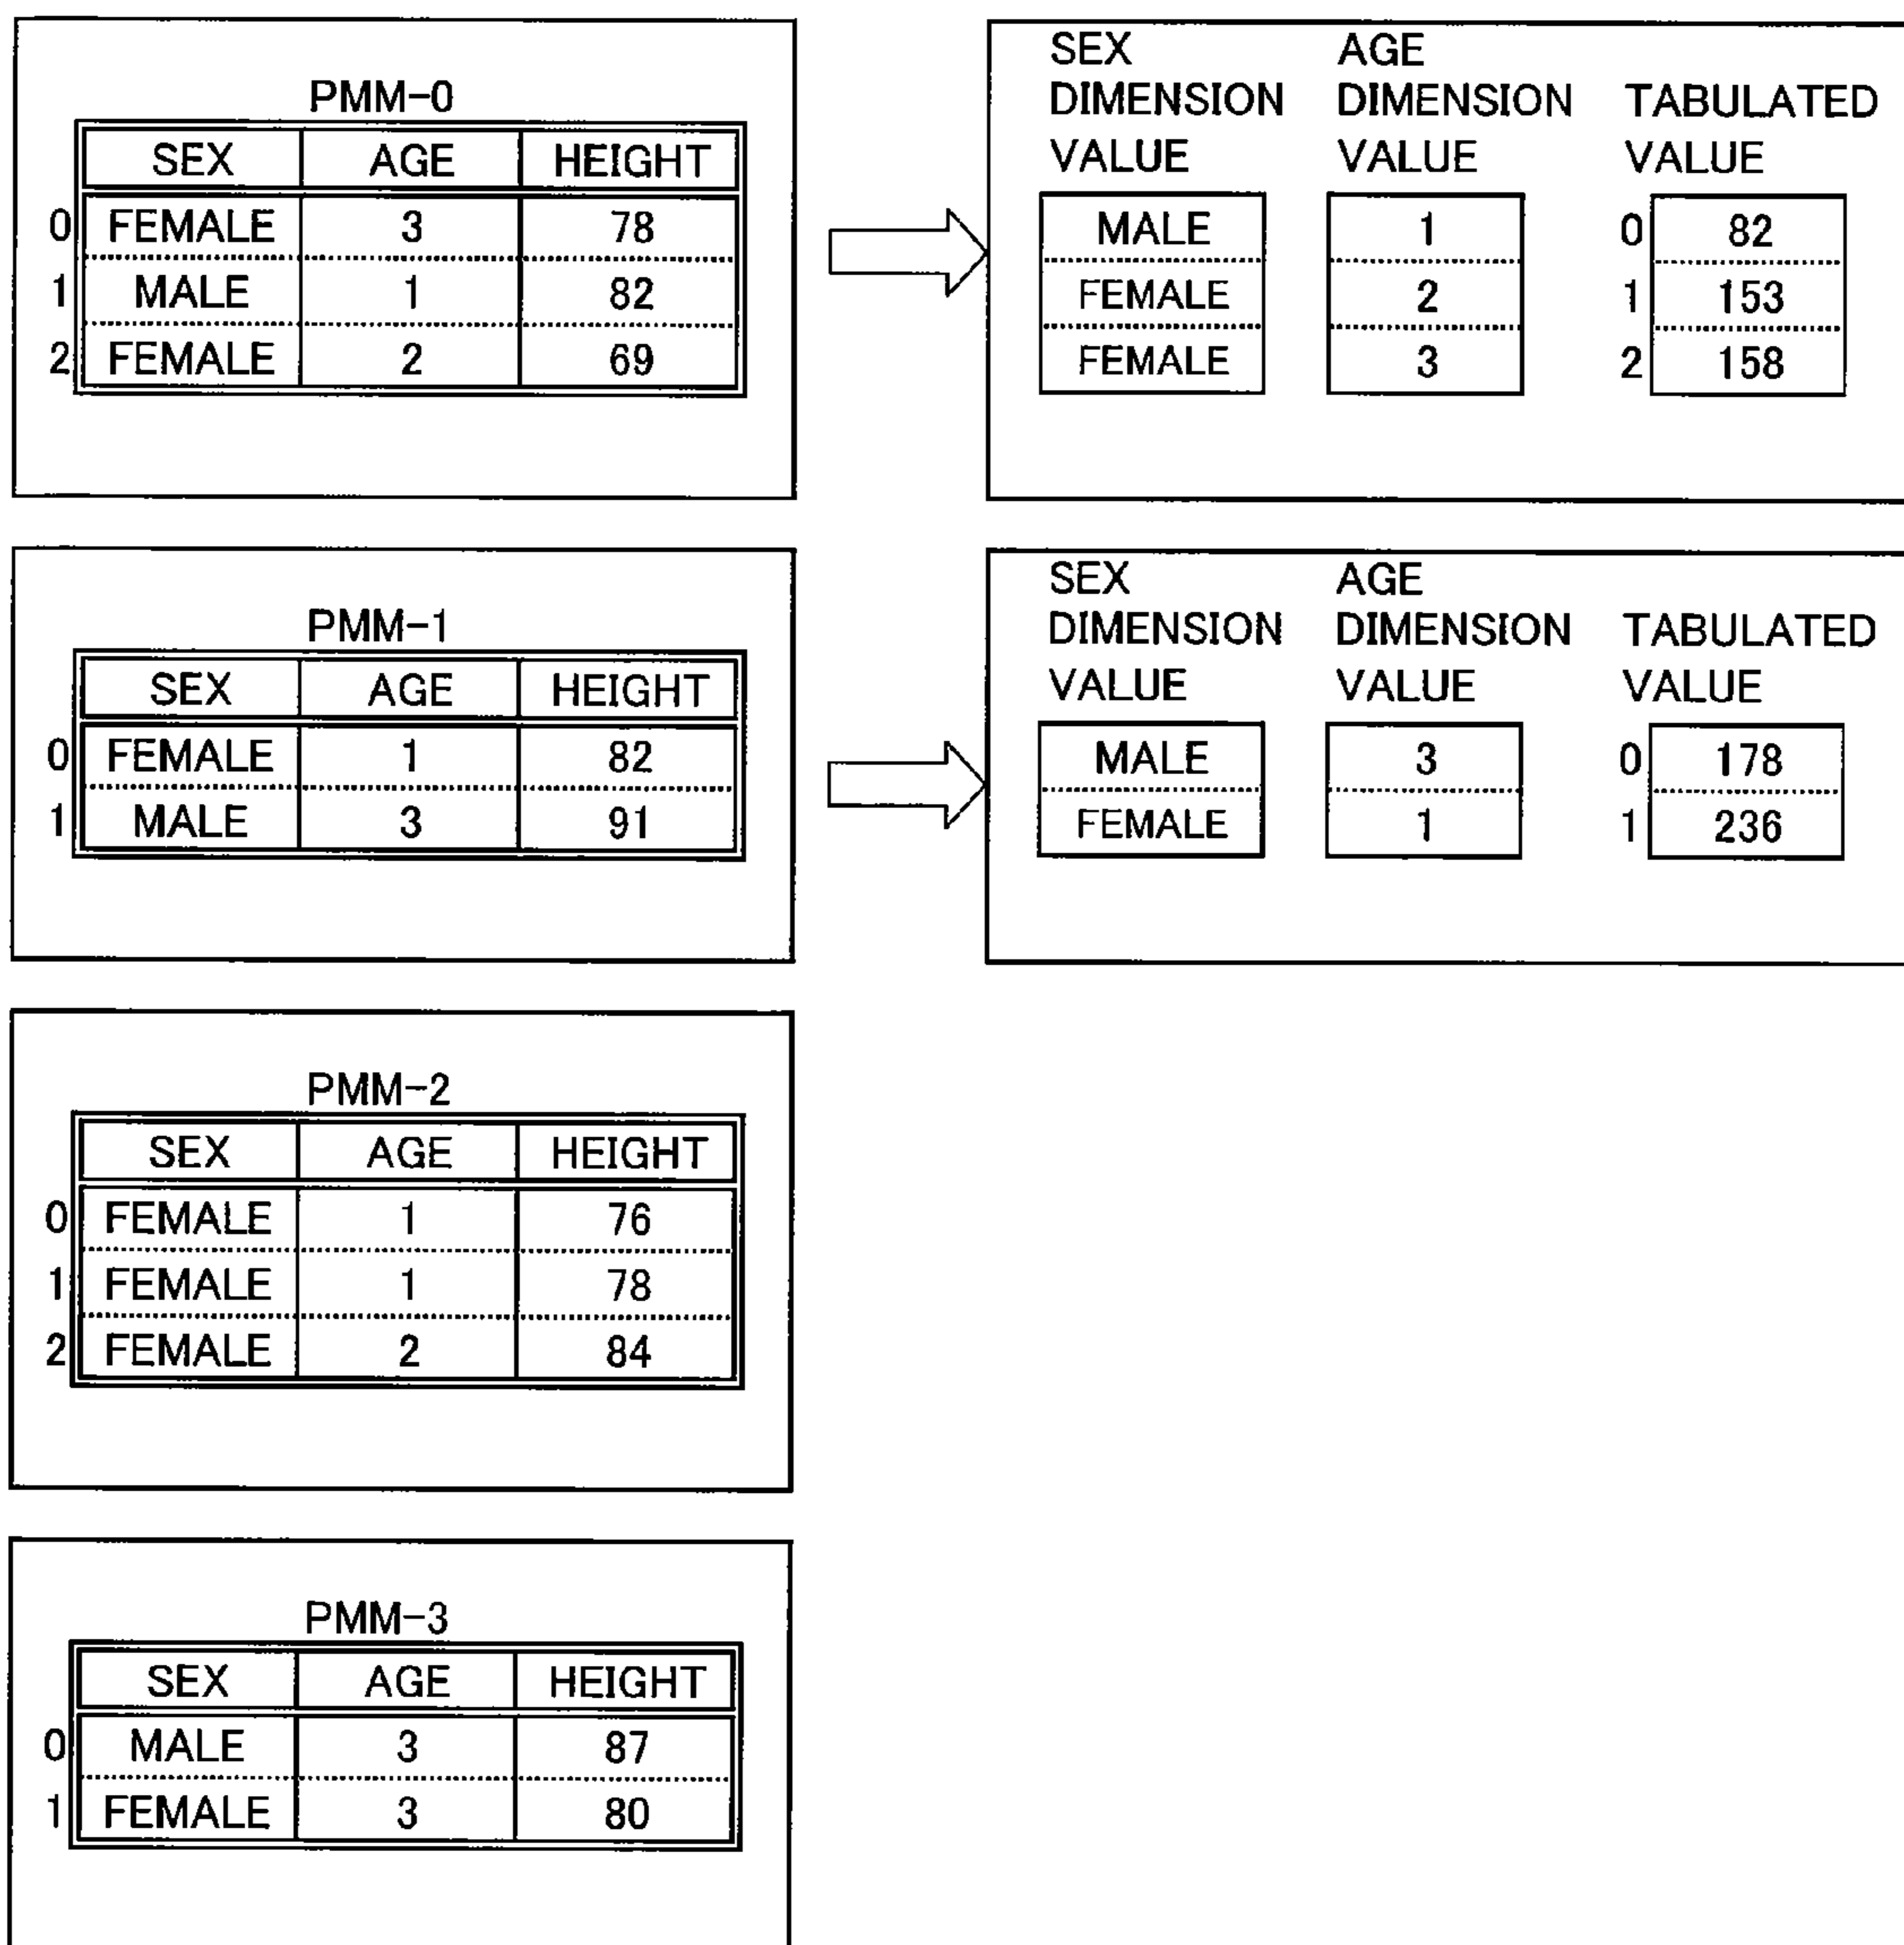 PMM-0
SEX AGE HEIGHT
0 FEMALE 3 78
1 MALE 1 82
2 FEMALE 2 69
SEX DIMENSION VALUE AGE DIMENSION VALUE TABULATED VALUE
MALE 1 0 82
FEMALE 2 1 153
FEMALE 3 2 158
PMM-1
SEX AGE HEIGHT
0 FEMALE 1 82
1 MALE 3 91
SEX DIMENSION VALUE AGE DIMENSION VALUE TABULATED VALUE
MALE 3 0 178
FEMALE 1 1 236
PMM-2
SEX AGE HEIGHT
0 FEMALE 1 76
1 FEMALE 1 78
2 FEMALE 2 84
PMM-3
SEX AGE HEIGHT
0 MALE 3 87
1 FEMALE 3 80